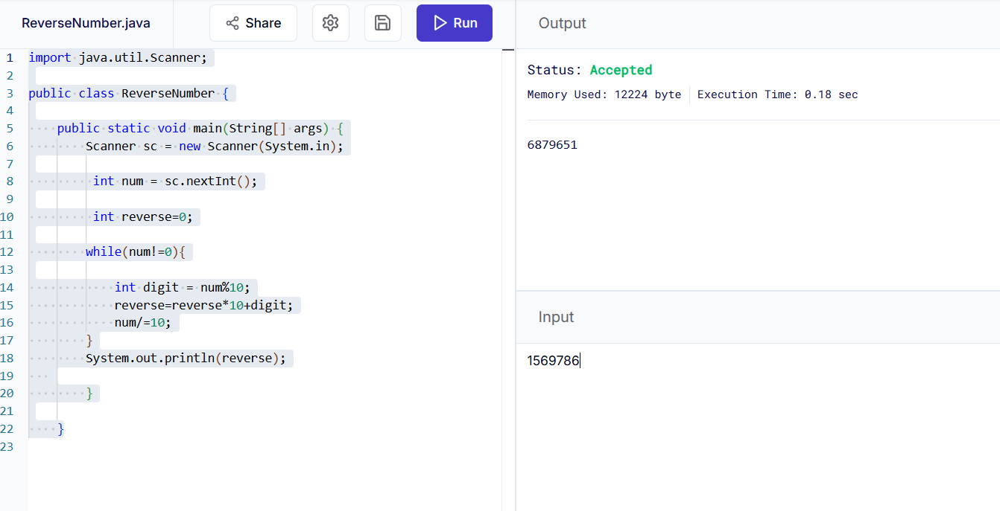 ReverseNumber.java
Share
Run
1 import java.util.Scanner;
2
3 public class ReverseNumber {
4
5     public static void main(String[] args) {
6         Scanner sc = new Scanner(System.in);
7
8          int num = sc.nextInt();
9
10          int reverse=0;
11
12         while(num!=0){
13
14             int digit = num%10;
15             reverse=reverse*10+digit;
16             num/=10;
17         }
18         System.out.println(reverse);
19
20         }
21
22     }
23
Output
Status: Accepted
Memory Used: 12224 byte Execution Time: 0.18 sec
6879651
Input
1569786